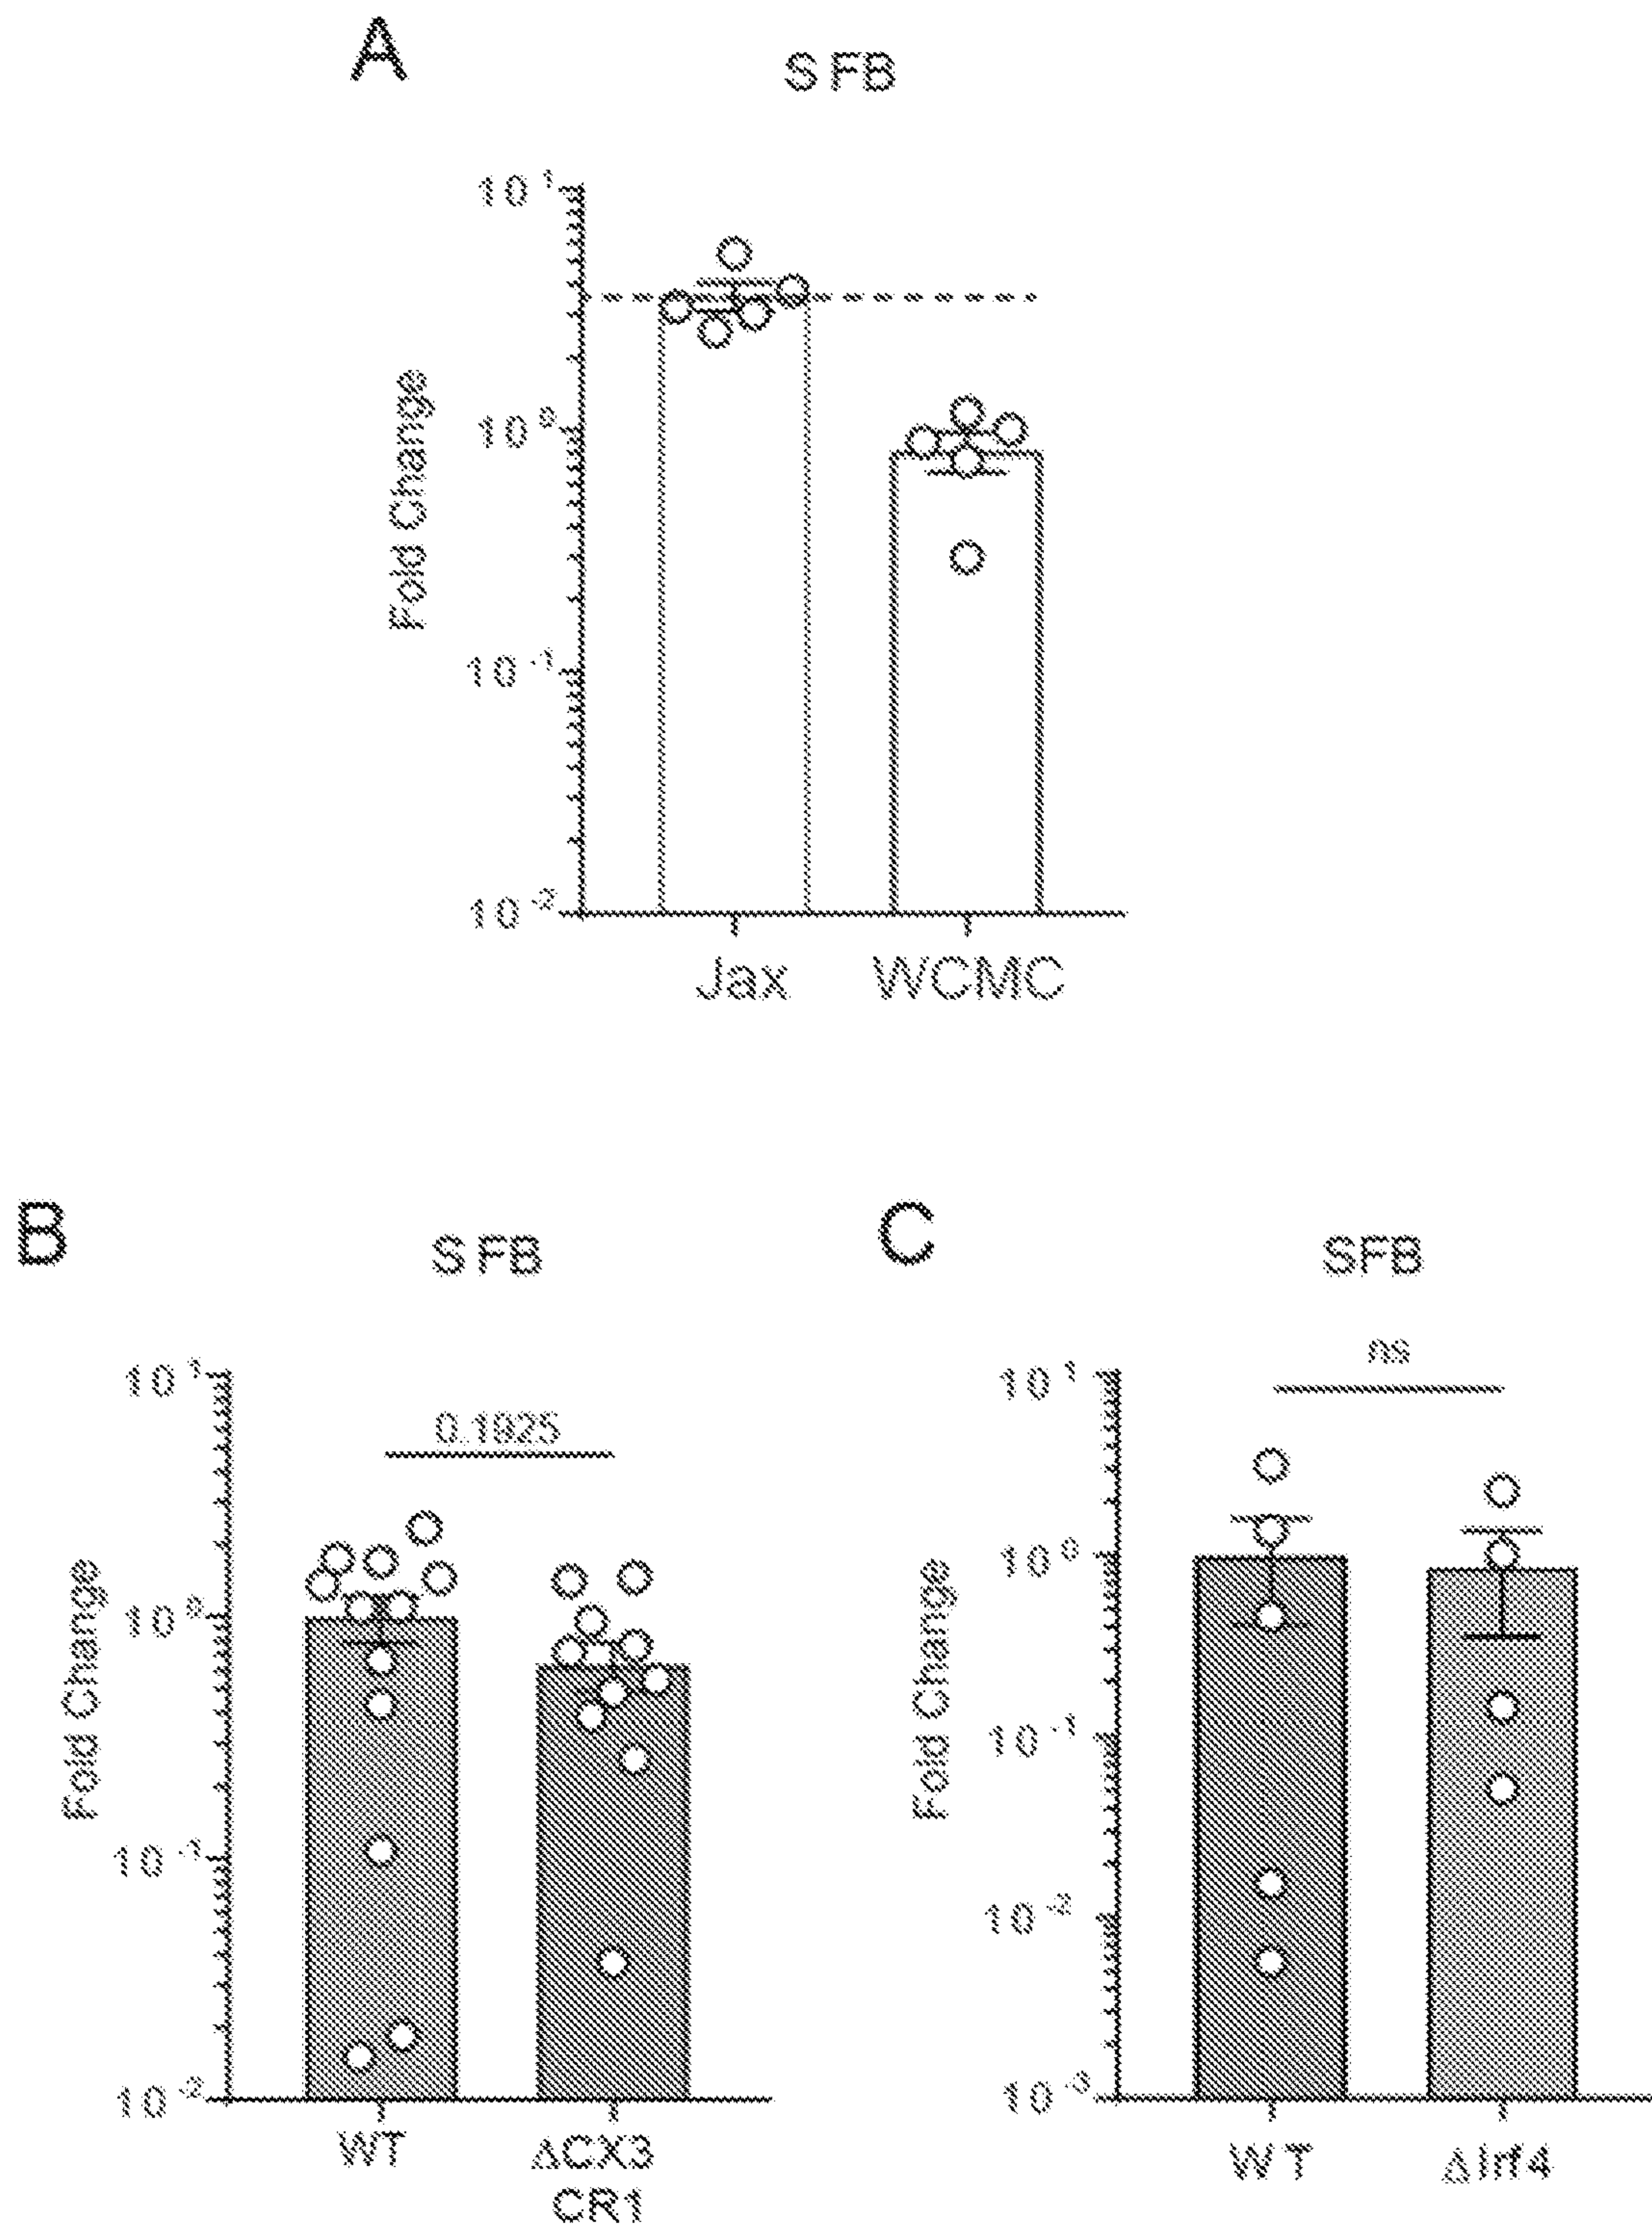 A
SFB
10¹
10⁰
10⁻¹
10⁻²
Fold Change
Jax
WCMC
B
SFB
0.1925
10¹
10⁰
10⁻¹
10⁻²
Fold Change
WT
ΔCX3
CR1
C
SFB
ns
10¹
10⁰
10⁻¹
10⁻²
10⁻³
Fold Change
WT
ΔIrf4